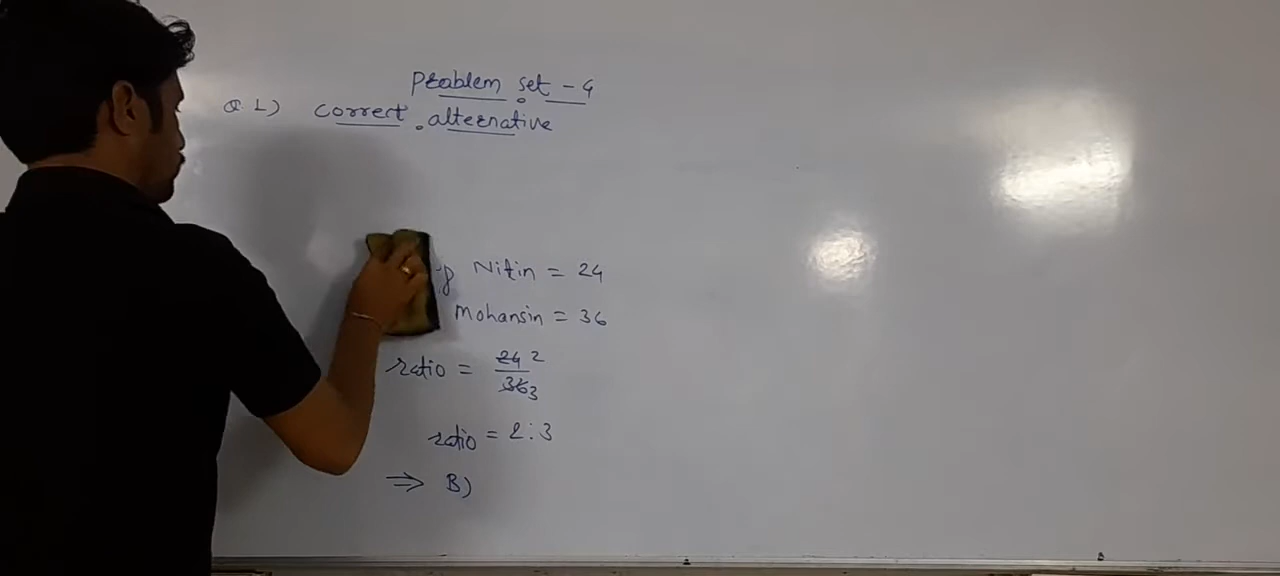 Problem set - 4
Q. 1) Correct alternative
Nitin = 24
Mohansin = 36
ratio = 24 2
36 3
ratio = 2:3
⇒ B)